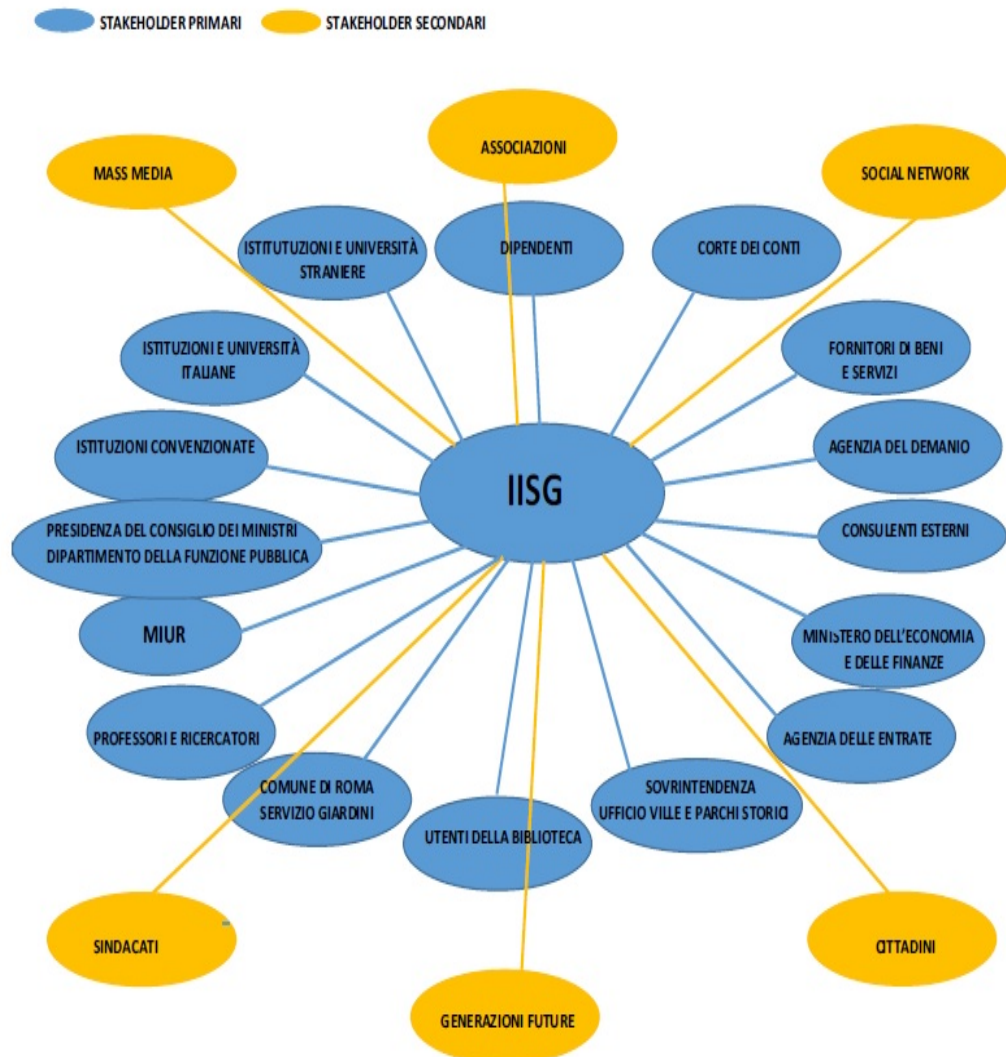 STAKEHOLDER PRIMARI
STAKEHOLDER SECONDARI
ASSOCIAZIONI
MASS MEDIA
SOCIAL NETWORK
ISTITUTUZIONI E UNIVERSITÀ
STRANIERE
DIPENDENTI
CORTE DEI CONTI
ISTITUZIONI E UNIVERSITÀ
ITALIANE
FORNITORI DI BENI
E SERVIZI
ISTITUZIONI CONVENZIONATE
AGENZIA DEL DEMANIO
IISG
PRESIDENZA DEL CONSIGLIO DEI MINISTRI
DIPARTIMENTO DELLA FUNZIONE PUBBLICA
CONSULENTI ESTERNI
MIUR
MINISTERO DELL'ECONOMIA
E DELLE FINANZE
PROFESSORI E RICERCATORI
AGENZIA DELLE ENTRATE
COMUNE DI ROMA
SERVIZIO GIARDINI
SOVRINTENDENZA
UFFICIO VILLE E PARCHI STORICI
UTENTI DELLA BIBLIOTECA
SINDACATI
CITTADINI
GENERAZIONI FUTURE